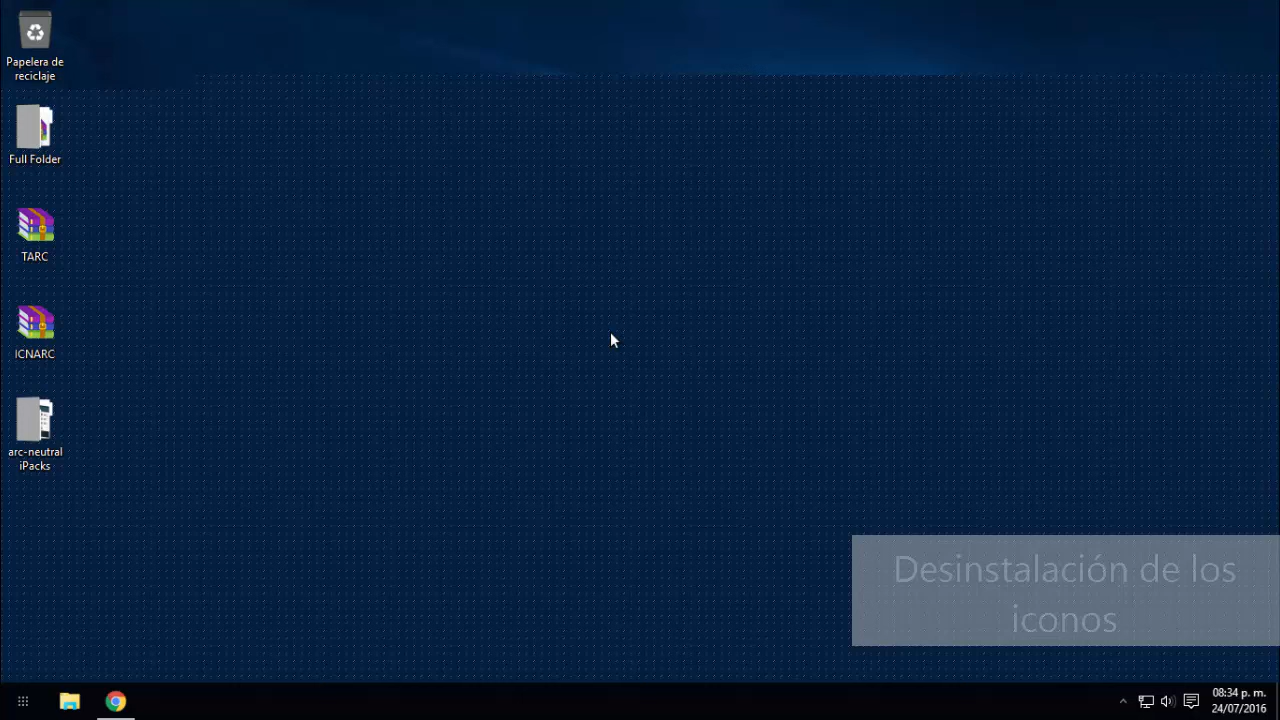 Papelera de
reciclaje
Full Folder
TARC
ICNARC
arc-neutral
iPacks
Desinstalación de los
iconos
08:34 p. m.
24/07/2016